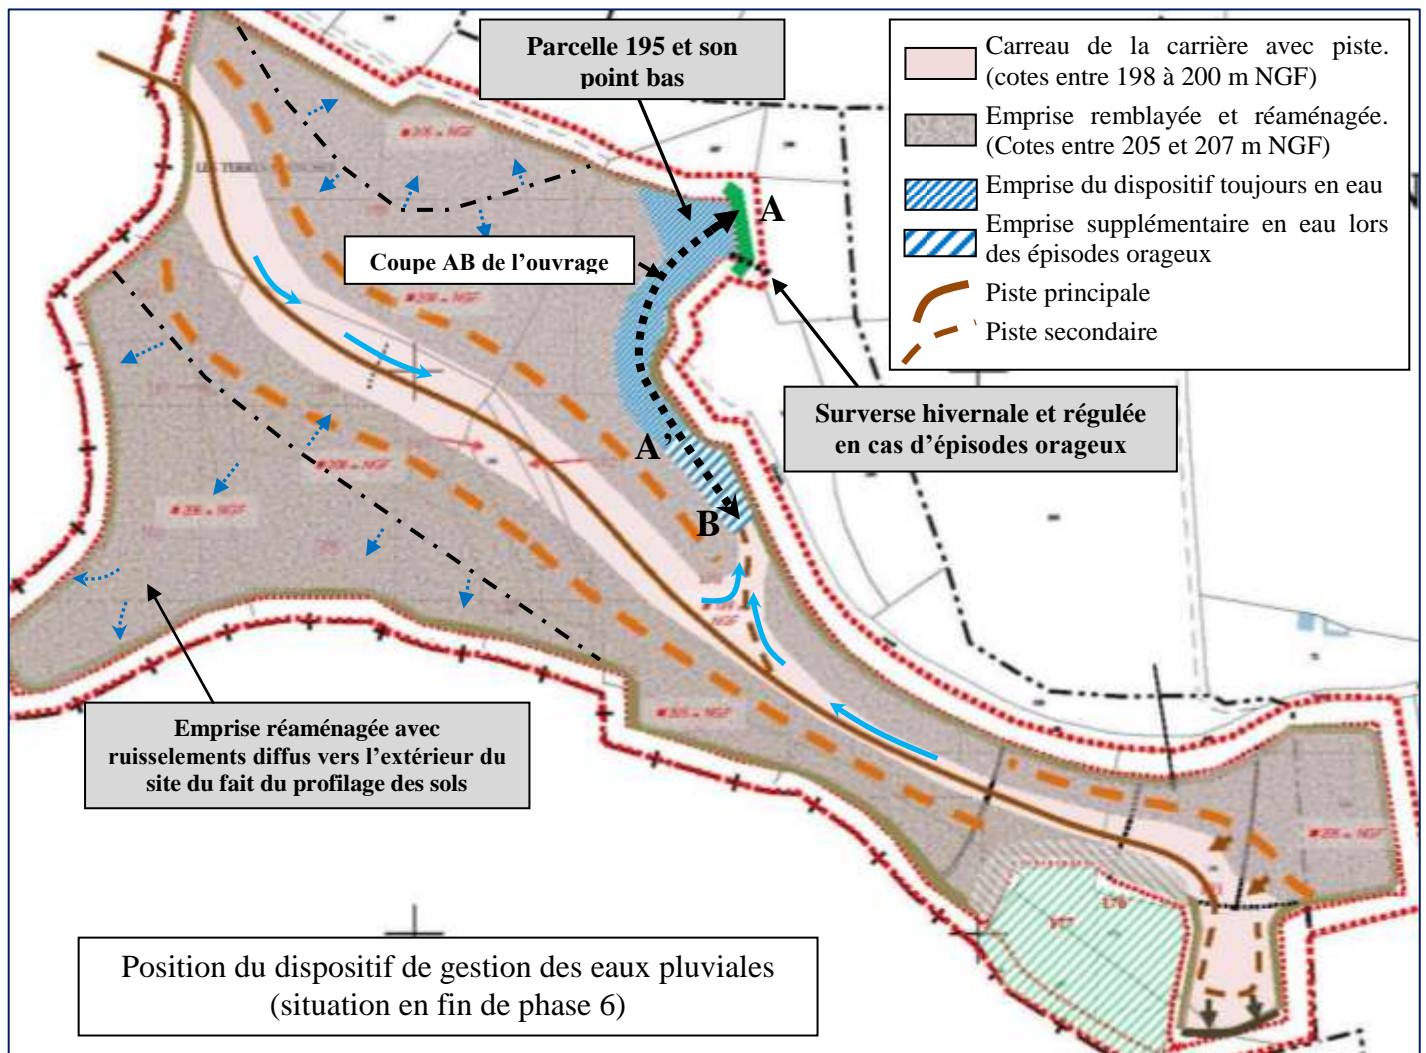 Parcelle 195 et son
point bas
Carreau de la carrière avec piste.
(cotes entre 198 à 200 m NGF)
Emprise remblayée et réaménagée.
(Cotes entre 205 et 207 m NGF)
Emprise du dispositif toujours en eau
Emprise supplémentaire en eau lors
des épisodes orageux
Piste principale
Piste secondaire
A
Coupe AB de l'ouvrage
Surverse hivernale et régulée
en cas d'épisodes orageux
A'
B
NGF
Emprise réaménagée avec
ruisselements diffus vers l'extérieur du
site du fait du profilage des sols
Position du dispositif de gestion des eaux pluviales
(situation en fin de phase 6)